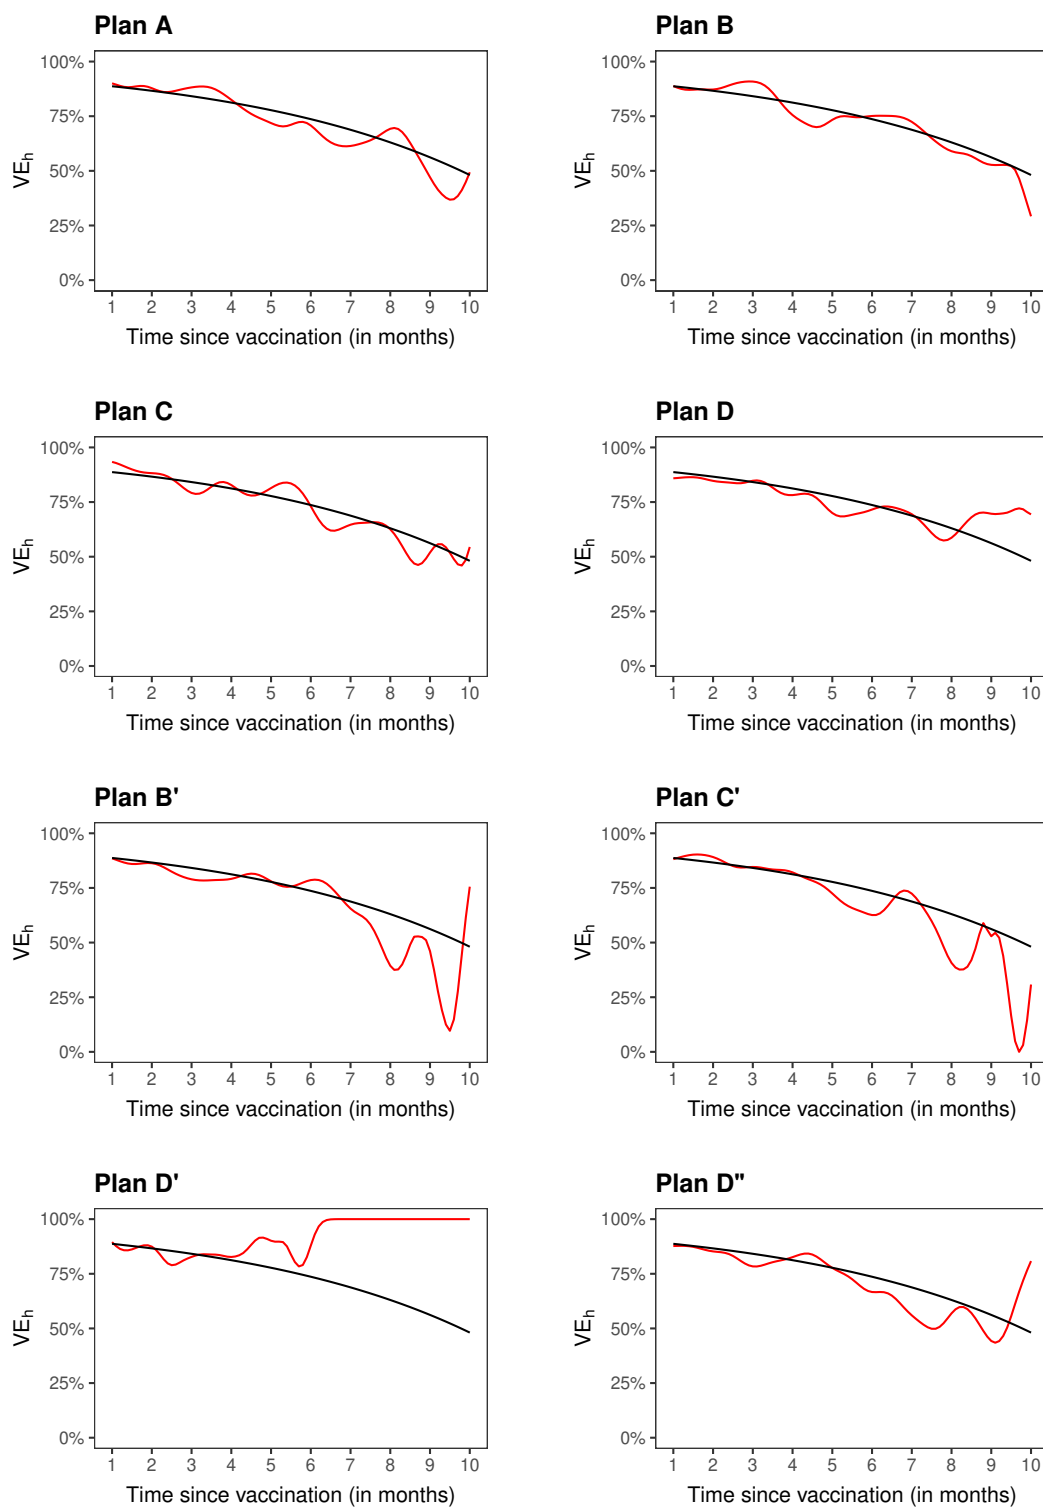 Plan A
100%
75%
50%
25%
0%
VEh
1 2 3 4 5 6 7 8 9 10
Time since vaccination (in months)
Plan B
100%
75%
50%
25%
0%
VEh
1 2 3 4 5 6 7 8 9 10
Time since vaccination (in months)
Plan C
100%
75%
50%
25%
0%
VEh
1 2 3 4 5 6 7 8 9 10
Time since vaccination (in months)
Plan D
100%
75%
50%
25%
0%
VEh
1 2 3 4 5 6 7 8 9 10
Time since vaccination (in months)
Plan B'
100%
75%
50%
25%
0%
VEh
1 2 3 4 5 6 7 8 9 10
Time since vaccination (in months)
Plan C'
100%
75%
50%
25%
0%
VEh
1 2 3 4 5 6 7 8 9 10
Time since vaccination (in months)
Plan D'
100%
75%
50%
25%
0%
VEh
1 2 3 4 5 6 7 8 9 10
Time since vaccination (in months)
Plan D"
100%
75%
50%
25%
0%
VEh
1 2 3 4 5 6 7 8 9 10
Time since vaccination (in months)